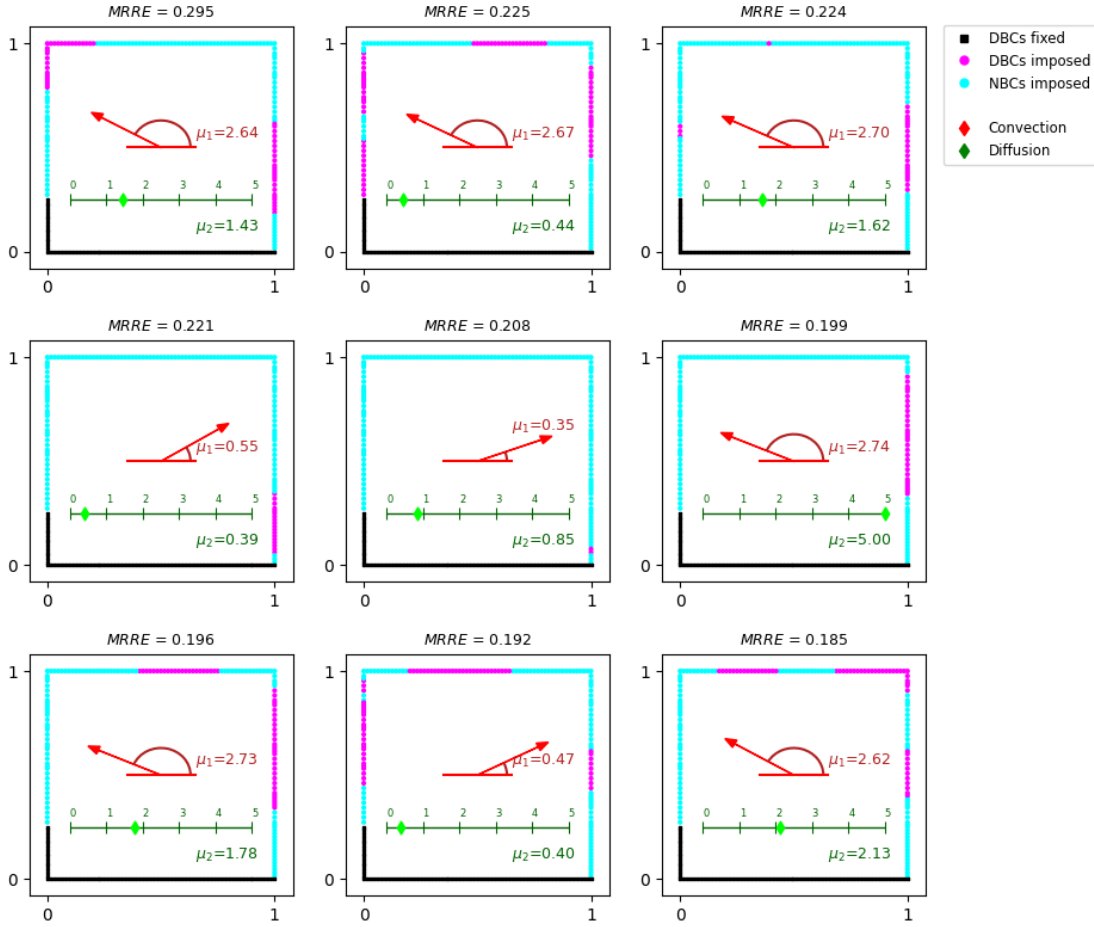 MRRE = 0.295 MRRE = 0.225 MRRE = 0.224
DBCs fixed
DBCs imposed
NBCs imposed
Convection
Diffusion
1 1 1
μ1=2.64 μ1=2.67 μ1=2.70
0 1 2 3 4 5 0 1 2 3 4 5 0 1 2 3 4 5
μ2=1.43 μ2=0.44 μ2=1.62
0 0 0
0 1 0 1 0 1
MRRE = 0.221 MRRE = 0.208 MRRE = 0.199
1 1 1
μ1=0.55 μ1=0.35 μ1=2.74
0 1 2 3 4 5 0 1 2 3 4 5 0 1 2 3 4 5
μ2=0.39 μ2=0.85 μ2=5.00
0 0 0
0 1 0 1 0 1
MRRE = 0.196 MRRE = 0.192 MRRE = 0.185
1 1 1
μ1=2.73 μ1=0.47 μ1=2.62
0 1 2 3 4 5 0 1 2 3 4 5 0 1 2 3 4 5
μ2=1.78 μ2=0.40 μ2=2.13
0 0 0
0 1 0 1 0 1